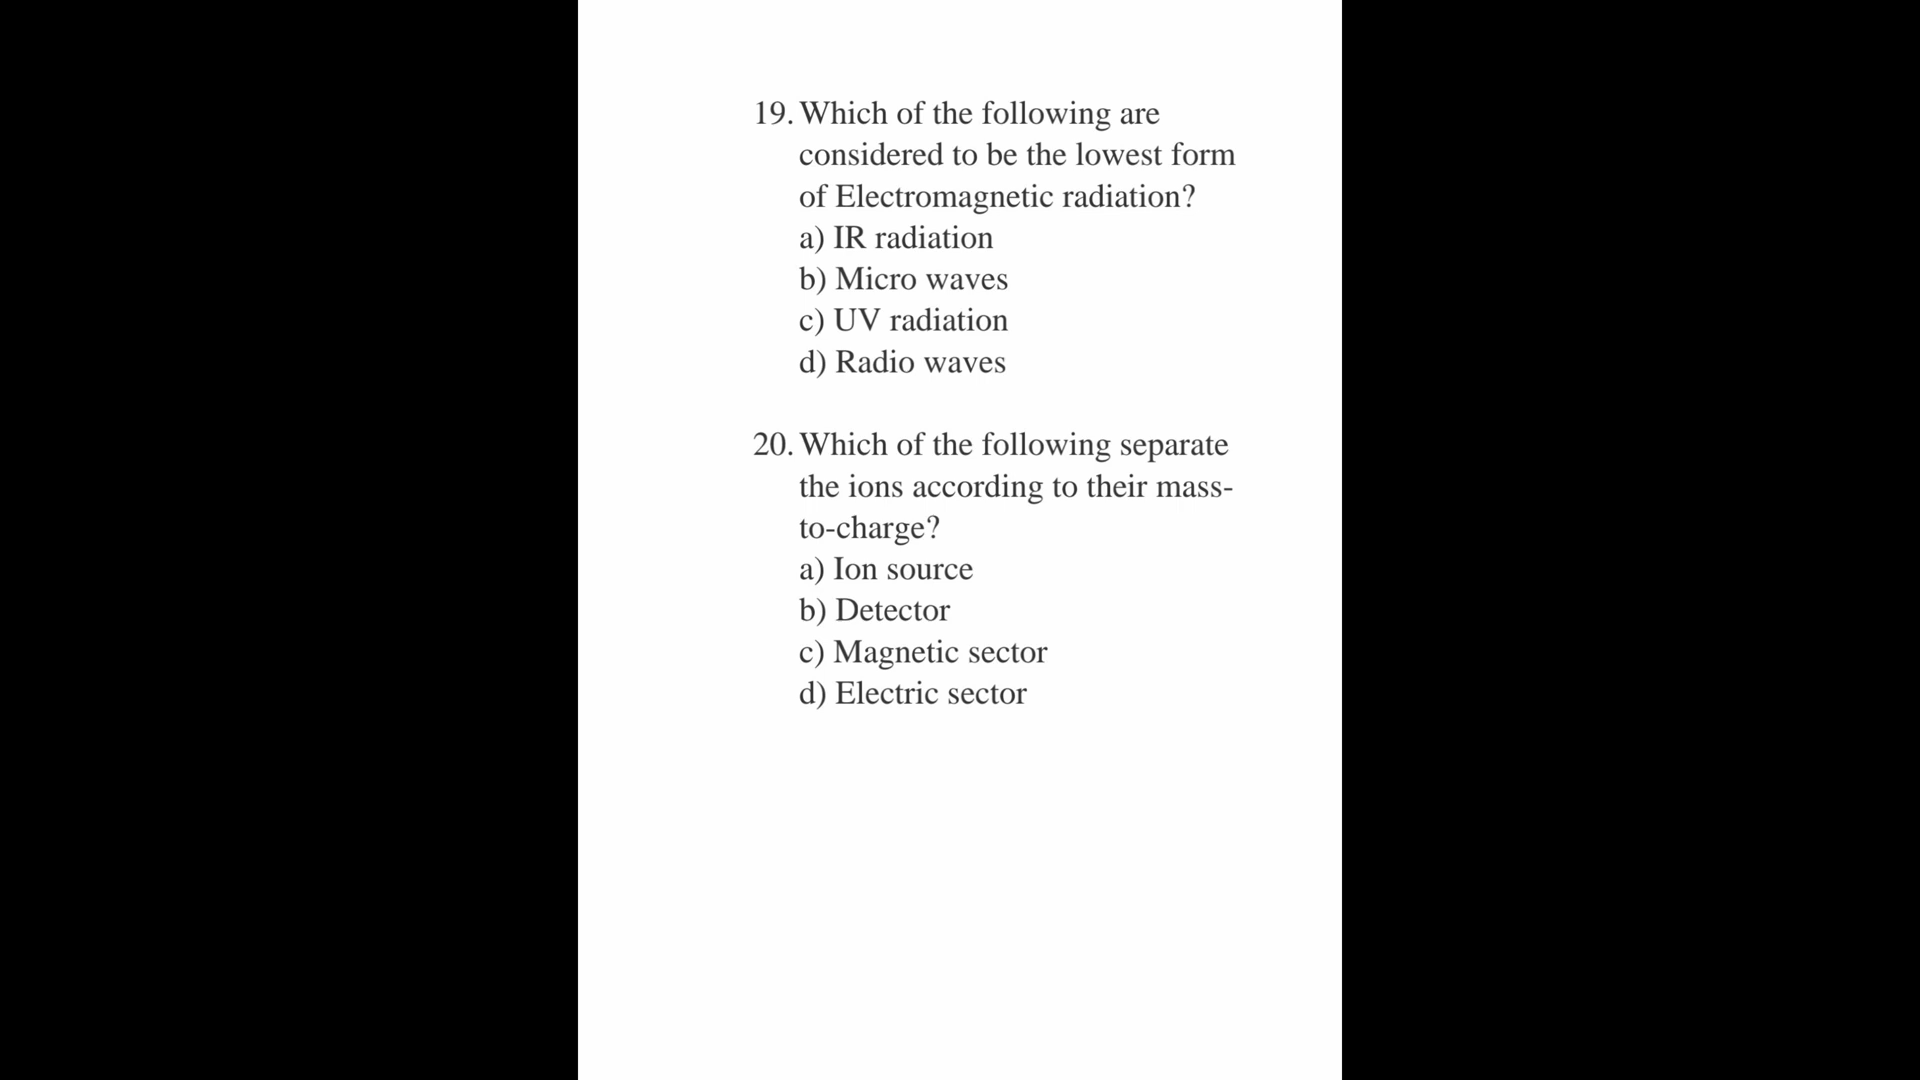 19. Which of the following are
considered to be the lowest form
of Electromagnetic radiation?
a) IR radiation
b) Micro waves
c) UV radiation
d) Radio waves
20. Which of the following separate
the ions according to their mass-
to-charge?
a) Ion source
b) Detector
c) Magnetic sector
d) Electric sector